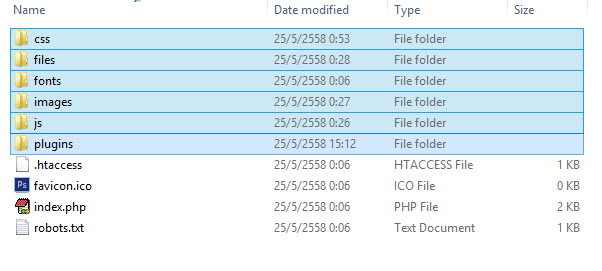 Name Date modified Type Size
css 25/5/2558 0:53 File folder
files 25/5/2558 0:28 File folder
fonts 25/5/2558 0:06 File folder
images 25/5/2558 0:27 File folder
js 25/5/2558 0:26 File folder
plugins 25/5/2558 15:12 File folder
.htaccess 25/5/2558 0:06 HTACCESS File 1 KB
Ps favicon.ico 25/5/2558 0:06 ICO File 0 KB
index.php 25/5/2558 0:06 PHP File 2 KB
robots.txt 25/5/2558 0:06 Text Document 1 KB